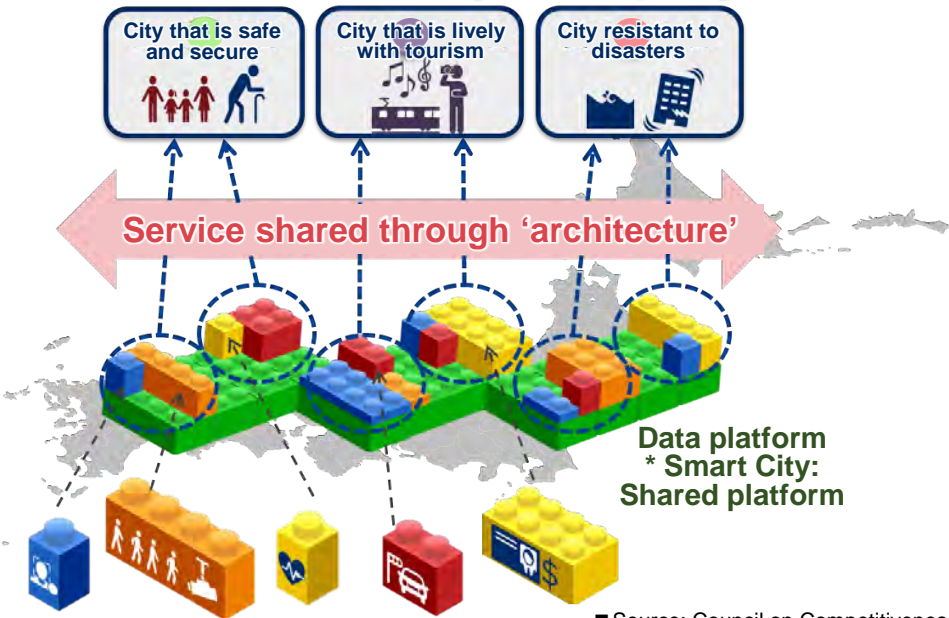 City that is safe
and secure
City that is lively
with tourism
City resistant to
disasters
Service shared through ‘architecture’
Data platform
* Smart City:
Shared platform
$
■ Source: Council on Competitiveness